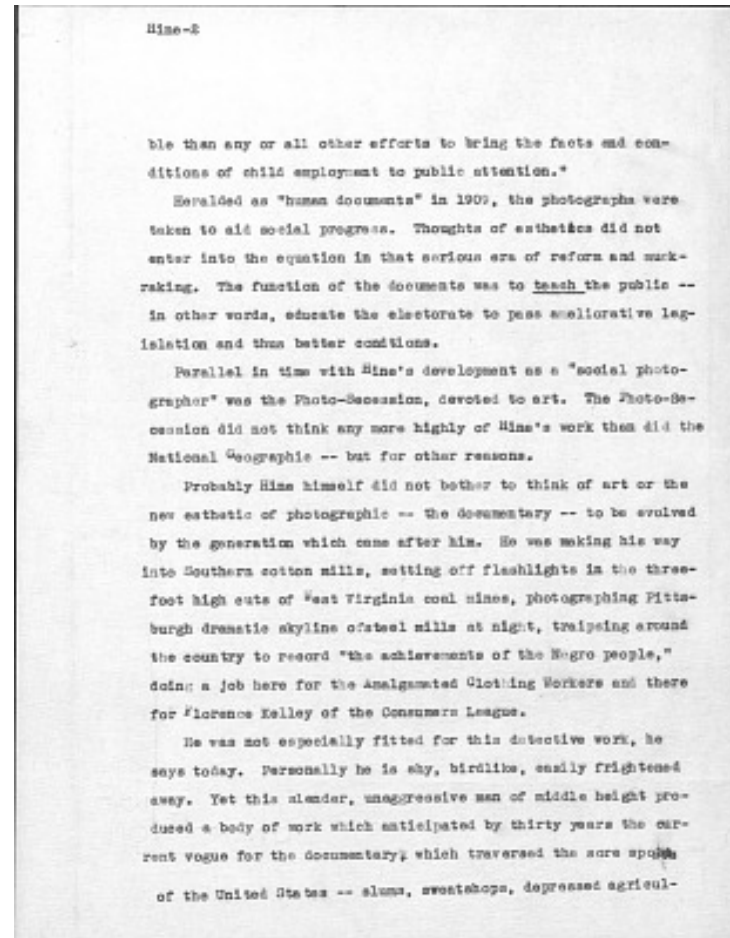 Hine-2
ble than any or all other efforts to bring the facts and con-
ditions of child employment to public attention."
Heralded as "human documents" in 1909, the photographs were
taken to aid social progress. Thoughts of esthetics did not
enter into the equation in that serious era of reform and muck-
raking. The function of the documents was to teach the public --
in other words, educate the electorate to pass ameliorative leg-
islation and thus better conditions.
Parallel in time with Hine's development as a "social photo-
grapher" was the Photo-Secession, devoted to art. The Photo-Se-
cession did not think any more highly of Hine's work than did the
National Geographic -- but for other reasons.
Probably Hine himself did not bother to think of art or the
new esthetic of photographic -- the documentary -- to be evolved
by the generation which came after him. He was making his way
into Southern cotton mills, setting off flashlights in the three-
foot high cuts of West Virginia coal mines, photographing Pitts-
burgh dramatic skyline ofsteel mills at night, traipsing around
the country to record "the achievements of the Negro people,"
doing a job here for the Amalgamated Clothing Workers and there
for Florence Kelley of the Consumers League.
He was not especially fitted for this detective work, he
says today. Personally he is shy, birdlike, easily frightened
away. Yet this slender, unaggressive man of middle height pro-
duced a body of work which anticipated by thirty years the cur-
rent vogue for the documentary, which traversed the sore spots
of the United States -- slums, sweatshops, depressed agricul-